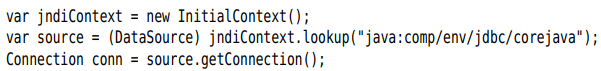 var jndiContext = new InitialContext();
var source = (DataSource) jndiContext.lookup("java:comp/env/jdbc/corejava");
Connection conn = source.getConnection();